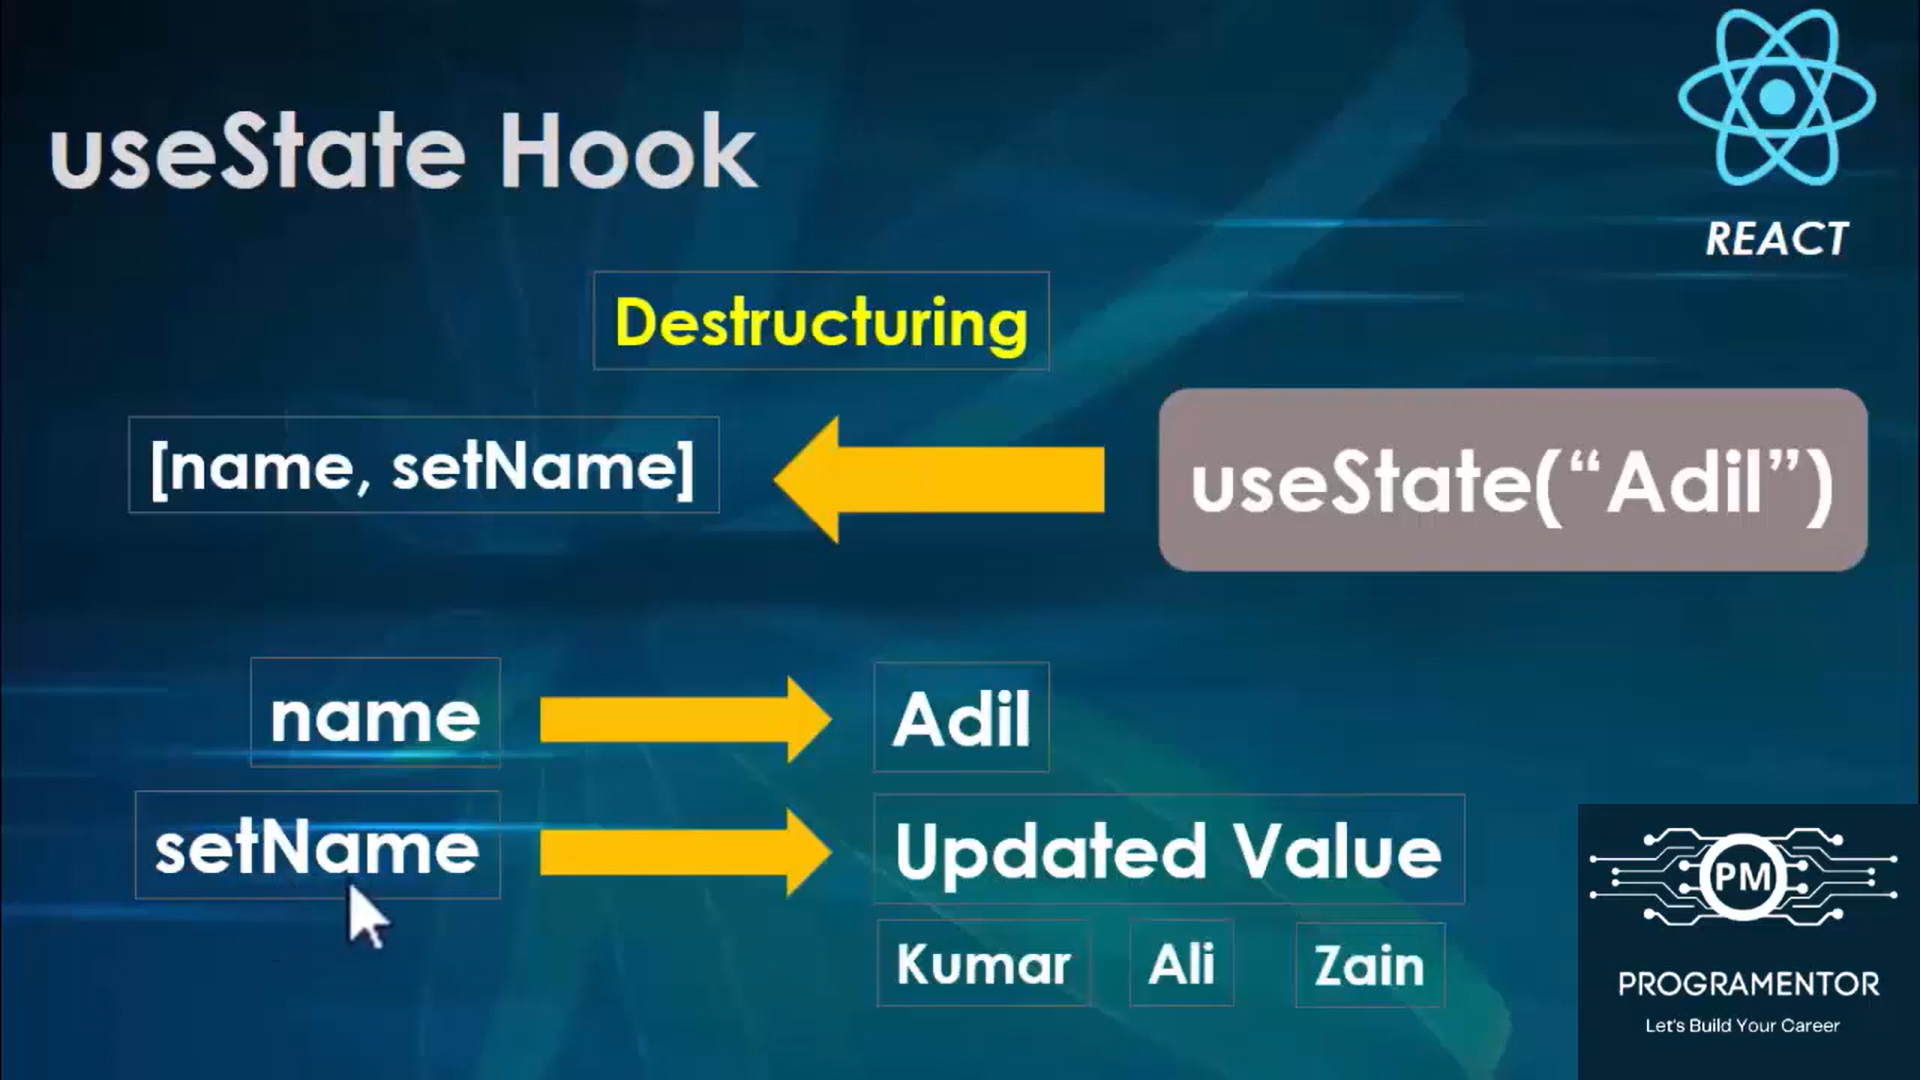 useState Hook
REACT
Destructuring
[name, setName]
useState(“Adil”)
name
Adil
setName
Updated Value
Kumar
Ali
Zain
PM
PROGRAMENTOR
Let's Build Your Career